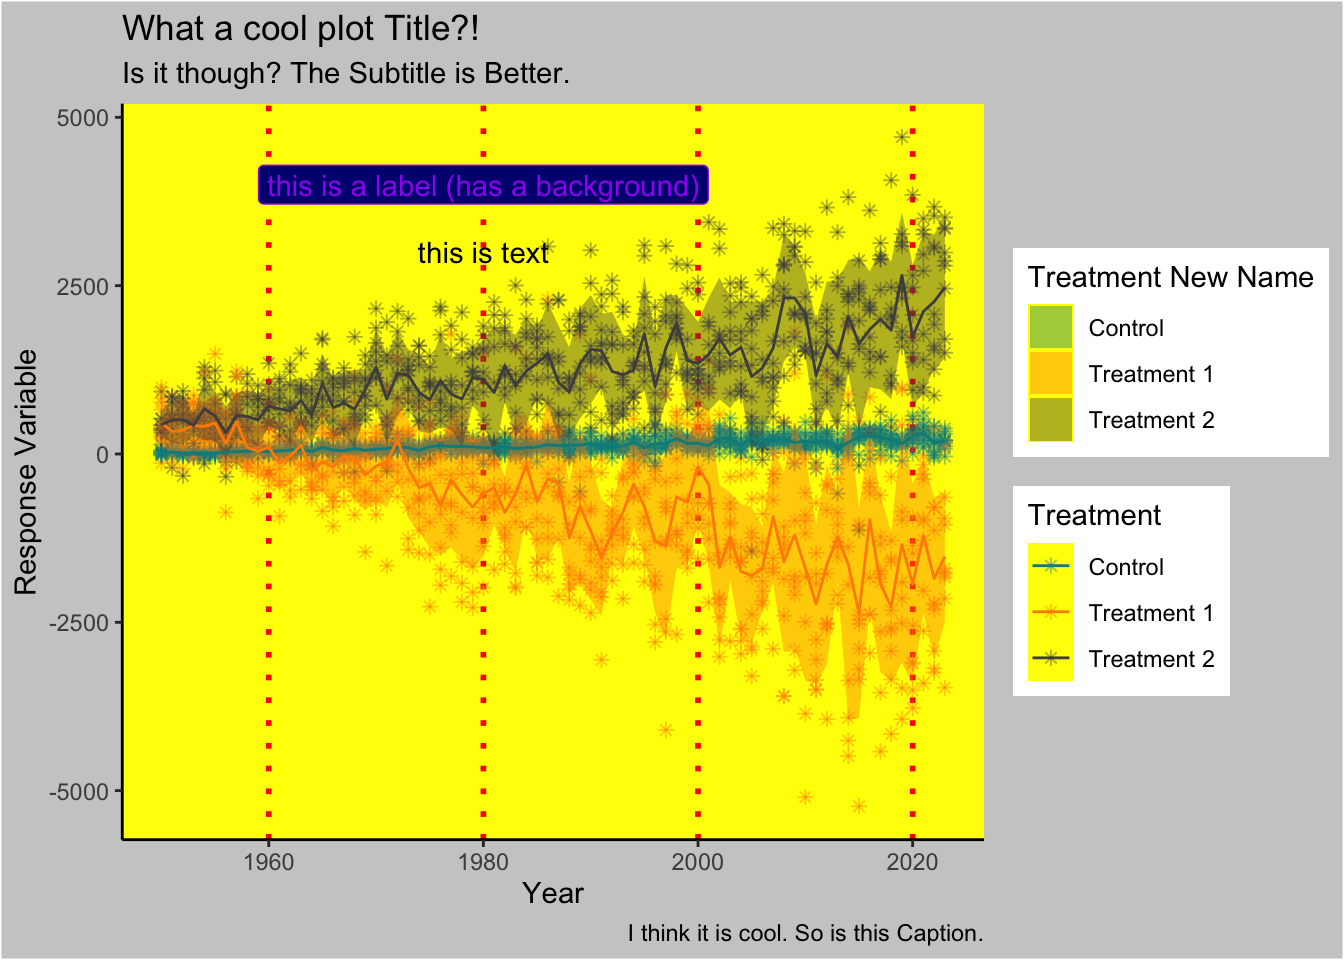 What a cool plot Title?!
Is it though? The Subtitle is Better.
5000
2500
0
-2500
-5000
Response Variable
this is a label (has a background)
this is text
1960 1980 2000 2020
Year
I think it is cool. So is this Caption.
Treatment New Name
Control
Treatment 1
Treatment 2
Treatment
Control
Treatment 1
Treatment 2